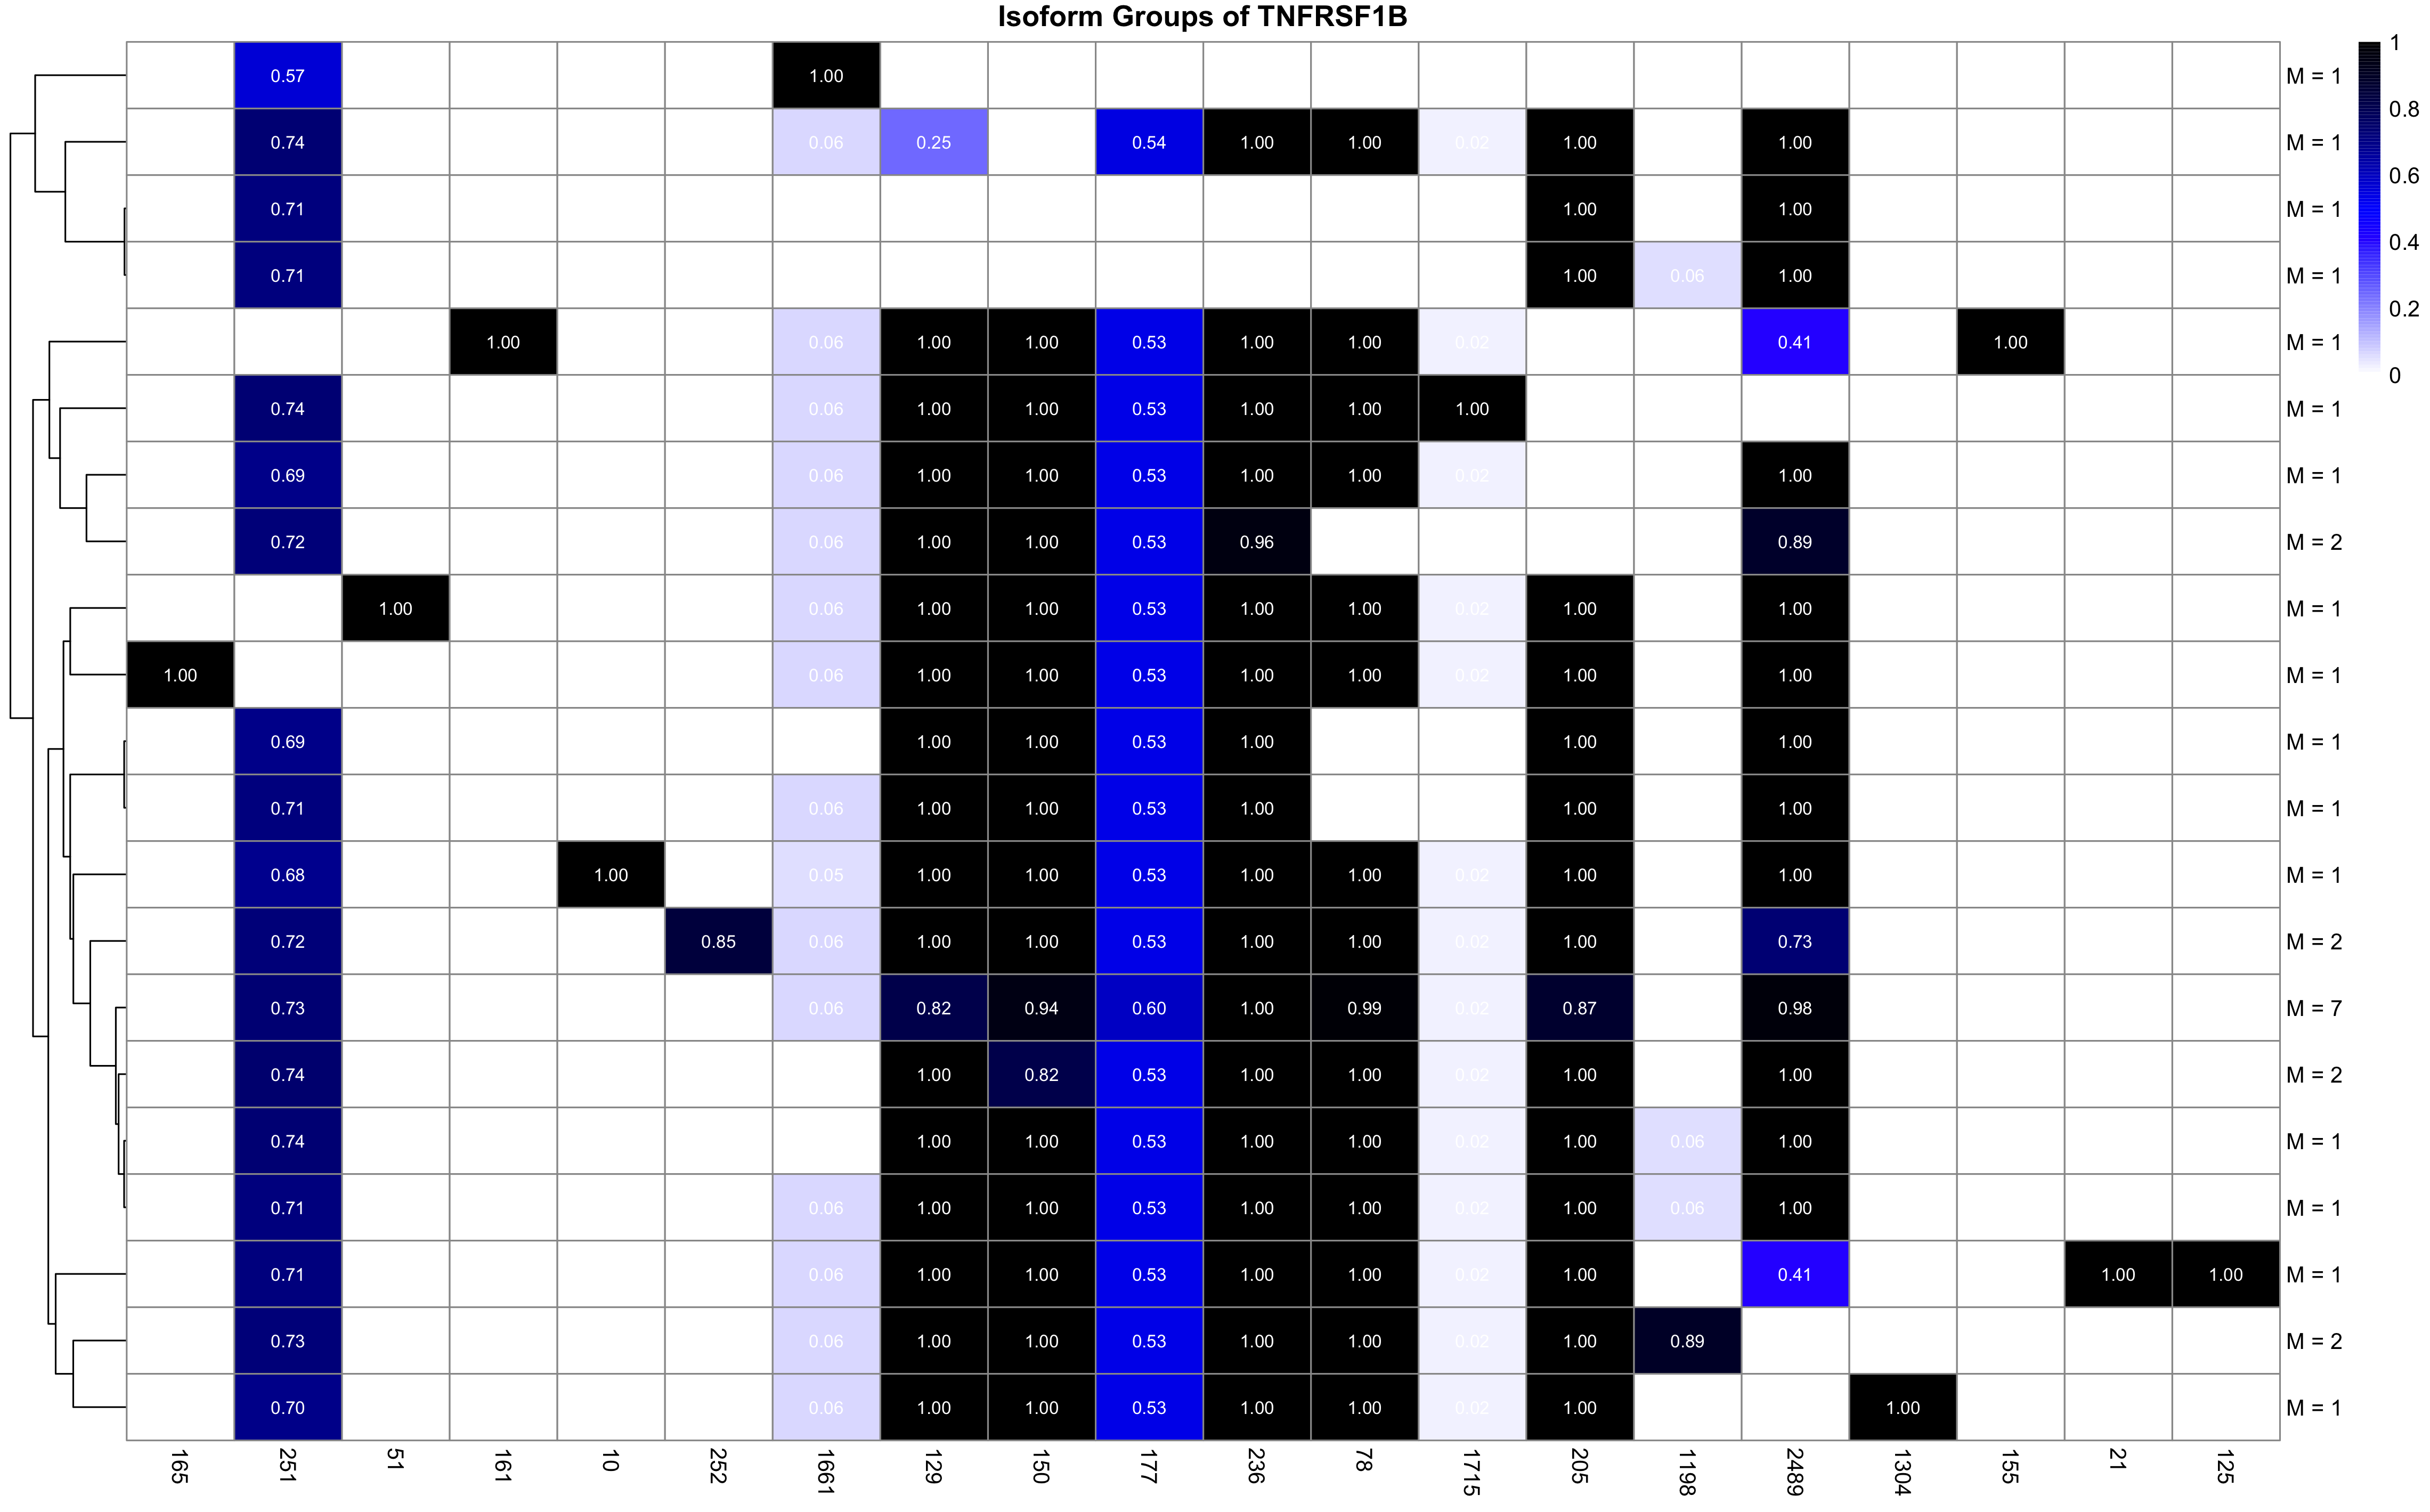 Isoform Groups of TNFRSF1B
0.57 1.00 M = 1
0.74 0.06 0.25 0.54 1.00 1.00 0.02 1.00 1.00 M = 1
0.71 1.00 1.00 M = 1
0.71 1.00 0.06 1.00 M = 1
1.00 0.06 1.00 1.00 0.53 1.00 1.00 0.02 0.41 1.00 M = 1
0.74 0.06 1.00 1.00 0.53 1.00 1.00 1.00 M = 1
0.69 0.06 1.00 1.00 0.53 1.00 1.00 0.02 1.00 M = 1
0.72 0.06 1.00 1.00 0.53 0.96 0.89 M = 2
1.00 0.06 1.00 1.00 0.53 1.00 1.00 0.02 1.00 1.00 M = 1
1.00 0.06 1.00 1.00 0.53 1.00 1.00 0.02 1.00 1.00 M = 1
0.69 1.00 1.00 0.53 1.00 1.00 1.00 M = 1
0.71 0.06 1.00 1.00 0.53 1.00 1.00 1.00 M = 1
0.68 1.00 0.05 1.00 1.00 0.53 1.00 1.00 0.02 1.00 1.00 M = 1
0.72 0.85 0.06 1.00 1.00 0.53 1.00 1.00 0.02 1.00 0.73 M = 2
0.73 0.06 0.82 0.94 0.60 1.00 0.99 0.02 0.87 0.98 M = 7
0.74 1.00 0.82 0.53 1.00 1.00 0.02 1.00 1.00 M = 2
0.74 1.00 1.00 0.53 1.00 1.00 0.02 1.00 0.06 1.00 M = 1
0.71 0.06 1.00 1.00 0.53 1.00 1.00 0.02 1.00 0.06 1.00 M = 1
0.71 0.06 1.00 1.00 0.53 1.00 1.00 0.02 1.00 0.41 1.00 1.00 M = 1
0.73 0.06 1.00 1.00 0.53 1.00 1.00 0.02 1.00 0.89 M = 2
0.70 0.06 1.00 1.00 0.53 1.00 1.00 0.02 1.00 1.00 M = 1
165 251 51 161 10 252 1661 129 150 177 236 78 1715 205 1198 2489 1304 155 21 125
1
0.8
0.6
0.4
0.2
0